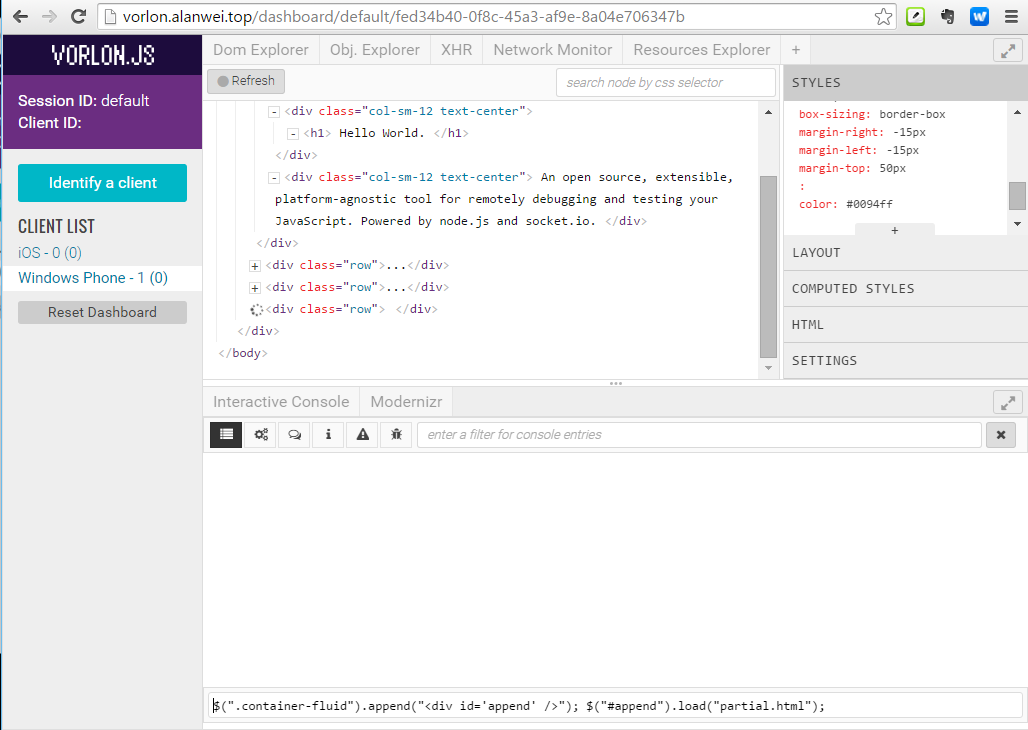 vorlon.alanwei.top/dashboard/default/fed34b40-0f8c-45a3-af9e-8a04e706347b
VORLON.JS
Session ID: default
Client ID:
Identify a client
CLIENT LIST
iOS - 0 (0)
Windows Phone - 1 (0)
Reset Dashboard
Dom Explorer Obj. Explorer XHR Network Monitor Resources Explorer +
Refresh search node by css selector
- <div class="col-sm-12 text-center">
- <h1> Hello World. </h1>
</div>
- <div class="col-sm-12 text-center"> An open source, extensible,
platform-agnostic tool for remotely debugging and testing your
JavaScript. Powered by node.js and socket.io. </div>
</div>
+ <div class="row">...</div>
+ <div class="row">...</div>
<div class="row"> </div>
</div>
</body>
STYLES
box-sizing: border-box
margin-right: -15px
margin-left: -15px
margin-top: 50px
:
color: #0094ff
+
LAYOUT
COMPUTED STYLES
HTML
SETTINGS
Interactive Console Modernizr
enter a filter for console entries
$(".container-fluid").append("<div id='append' />"); $("#append").load("partial.html");